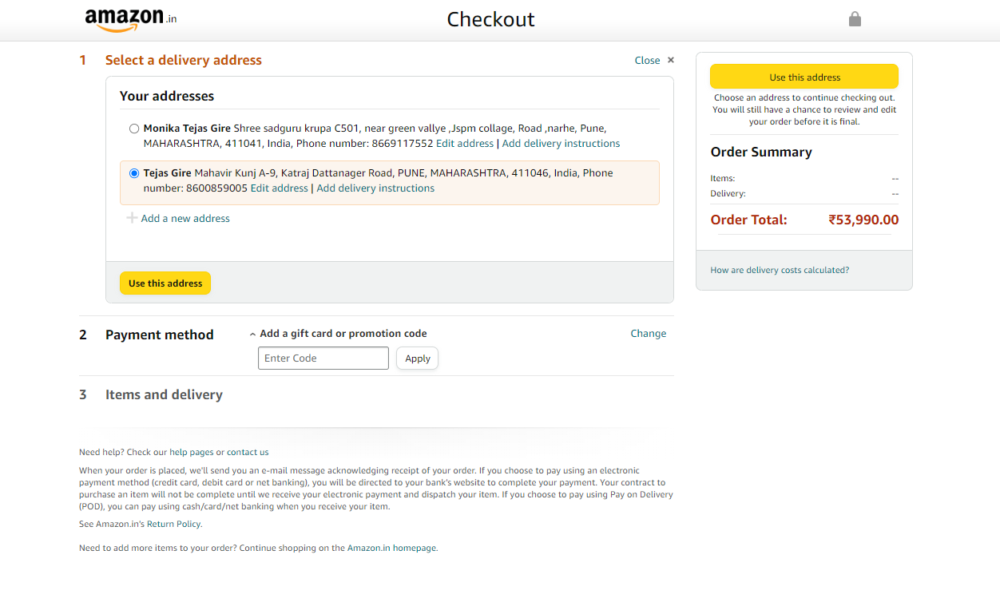 amazon.in
Checkout
1 Select a delivery address
Close ×
Your addresses
Monika Tejas Gire Shree sadguru krupa C501, near green vallye ,Jspm collage, Road ,narhe, Pune,
MAHARASHTRA, 411041, India, Phone number: 8669117552 Edit address | Add delivery instructions
Tejas Gire Mahavir Kunj A-9, Katraj Dattanager Road, PUNE, MAHARASHTRA, 411046, India, Phone
number: 8600859005 Edit address | Add delivery instructions
Add a new address
Use this address
2 Payment method
Add a gift card or promotion code
Change
Enter Code
Apply
3 Items and delivery
Need help? Check our help pages or contact us
When your order is placed, we'll send you an e-mail message acknowledging receipt of your order. If you choose to pay using an electronic
payment method (credit card, debit card or net banking), you will be directed to your bank's website to complete your payment. Your contract to
purchase an item will not be complete until we receive your electronic payment and dispatch your item. If you choose to pay using Pay on Delivery
(POD), you can pay using cash/card/net banking when you receive your item.
See Amazon.in's Return Policy.
Need to add more items to your order? Continue shopping on the Amazon.in homepage.
Use this address
Choose an address to continue checking out.
You will still have a chance to review and edit
your order before it is final.
Order Summary
Items: --
Delivery: --
Order Total: ₹53,990.00
How are delivery costs calculated?